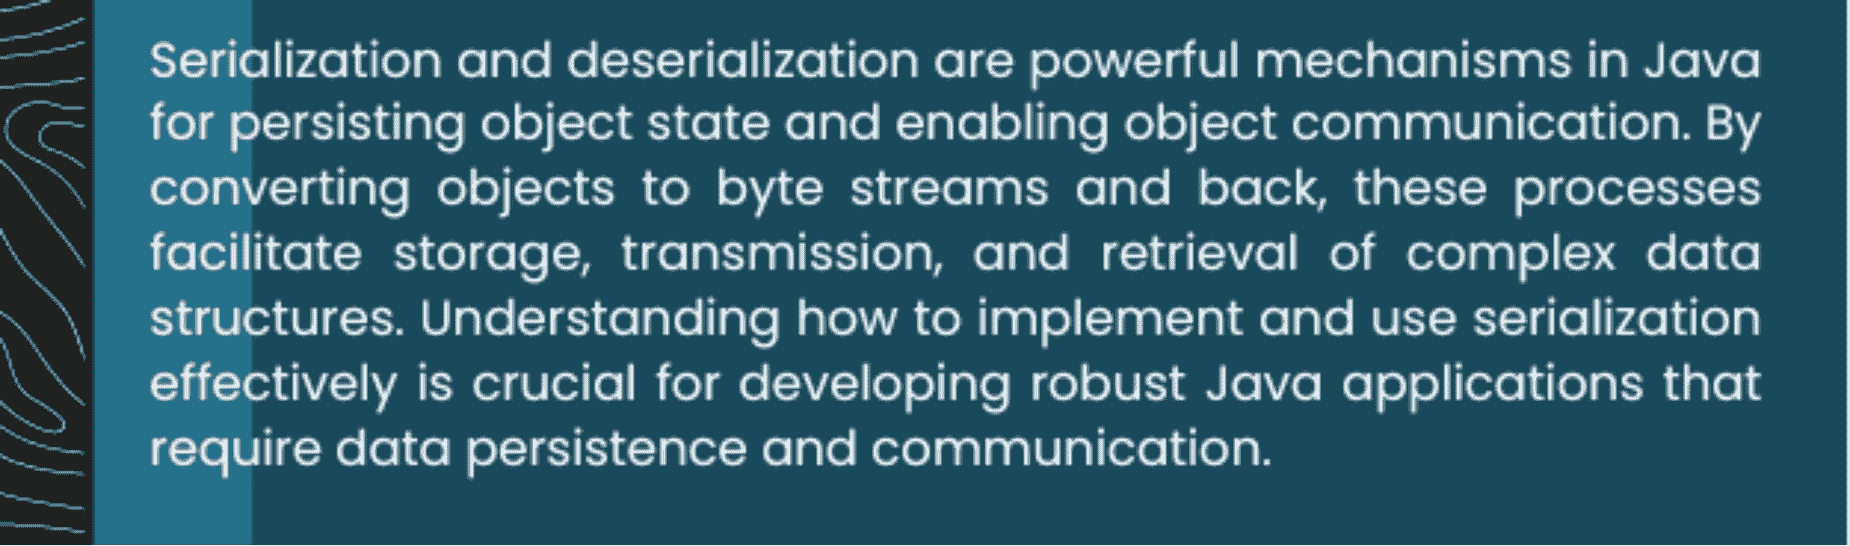 Serialization and deserialization are powerful mechanisms in Java
for persisting object state and enabling object communication. By
converting objects to byte streams and back, these processes
facilitate storage, transmission, and retrieval of complex data
structures. Understanding how to implement and use serialization
effectively is crucial for developing robust Java applications that
require data persistence and communication.